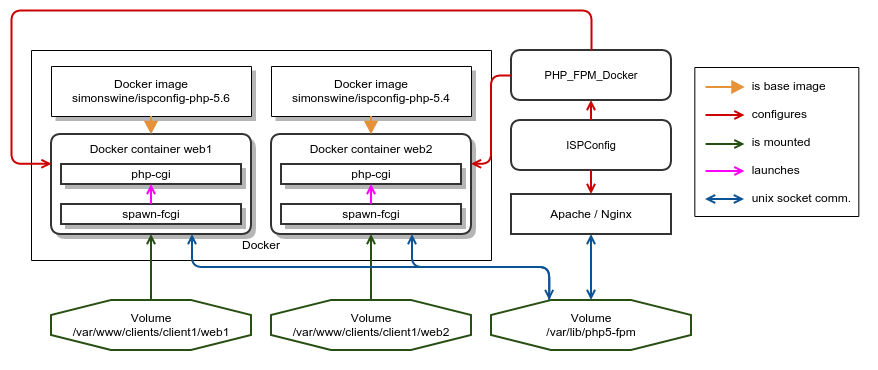 Docker image
simonswine/ispconfig-php-5.6
Docker image
simonswine/ispconfig-php-5.4
PHP_FPM_Docker
Docker container web1
php-cgi
spawn-fcgi
Docker container web2
php-cgi
spawn-fcgi
ISPConfig
Apache / Nginx
Docker
Volume
/var/www/clients/client1/web1
Volume
/var/www/clients/client1/web2
Volume
/var/lib/php5-fpm
is base image
configures
is mounted
launches
unix socket comm.